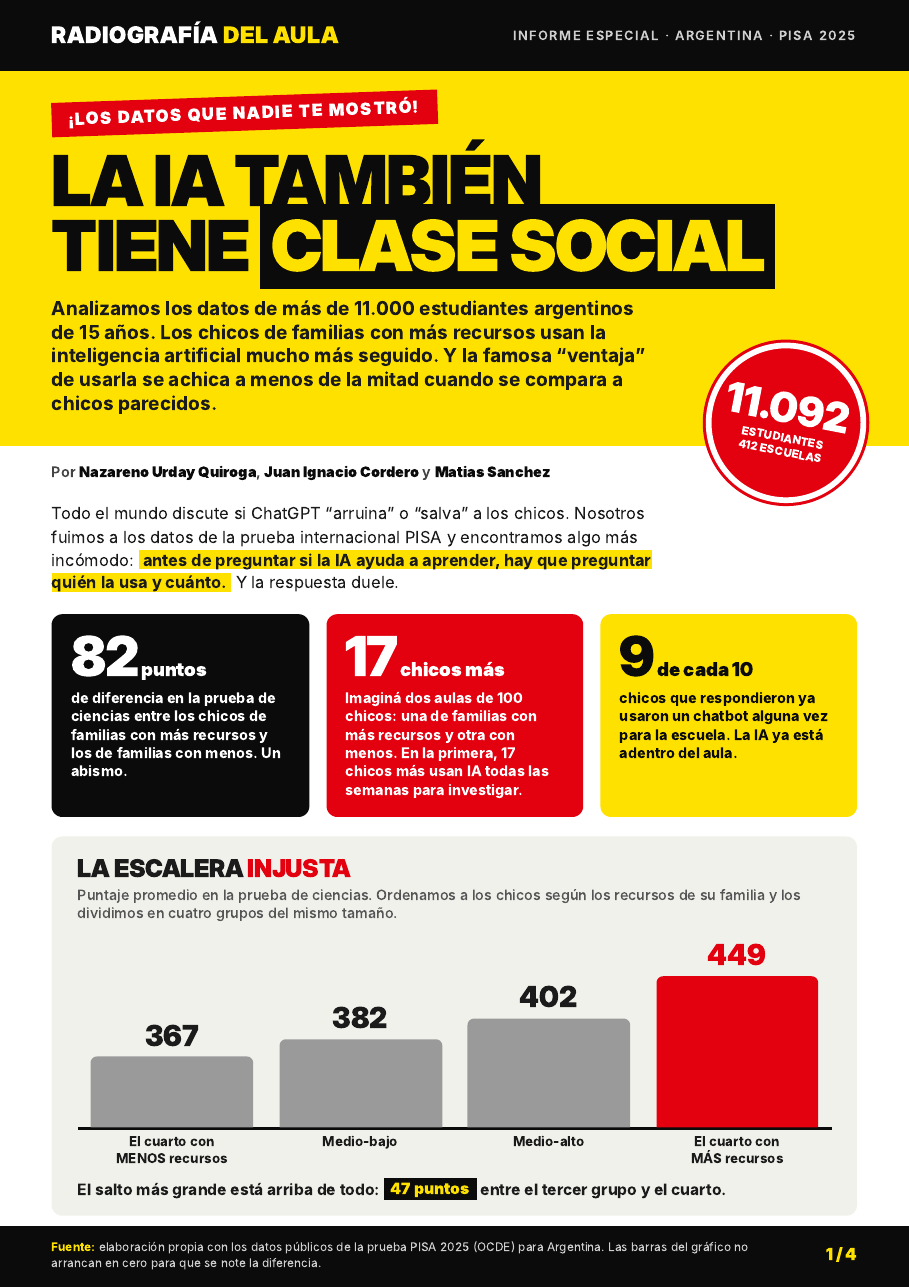 RADIOGRAFÍA DEL AULA
INFORME ESPECIAL · ARGENTINA · PISA 2025
¡LOS DATOS QUE NADIE TE MOSTRÓ!
LA IA TAMBIÉN
TIENE CLASE SOCIAL
Analizamos los datos de más de 11.000 estudiantes argentinos
de 15 años. Los chicos de familias con más recursos usan la
inteligencia artificial mucho más seguido. Y la famosa “ventaja”
de usarla se achica a menos de la mitad cuando se compara a
chicos parecidos.
11.092
ESTUDIANTES
412 ESCUELAS
Por Nazareno Urday Quiroga, Juan Ignacio Cordero y Matias Sanchez
Todo el mundo discute si ChatGPT “arruina” o “salva” a los chicos. Nosotros
fuimos a los datos de la prueba internacional PISA y encontramos algo más
incómodo: antes de preguntar si la IA ayuda a aprender, hay que preguntar
quién la usa y cuánto. Y la respuesta duele.
82 puntos
de diferencia en la prueba de
ciencias entre los chicos de
familias con más recursos y
los de familias con menos. Un
abismo.
17 chicos más
Imaginá dos aulas de 100
chicos: una de familias con
más recursos y otra con
menos. En la primera, 17
chicos más usan IA todas las
semanas para investigar.
9 de cada 10
chicos que respondieron ya
usaron un chatbot alguna vez
para la escuela. La IA ya está
adentro del aula.
LA ESCALERA INJUSTA
Puntaje promedio en la prueba de ciencias. Ordenamos a los chicos según los recursos de su familia y los
dividimos en cuatro grupos del mismo tamaño.
367
382
402
449
El cuarto con
MENOS recursos
Medio-bajo
Medio-alto
El cuarto con
MÁS recursos
El salto más grande está arriba de todo: 47 puntos entre el tercer grupo y el cuarto.
Fuente: elaboración propia con los datos públicos de la prueba PISA 2025 (OCDE) para Argentina. Las barras del gráfico no
arrancan en cero para que se note la diferencia.
1 / 4